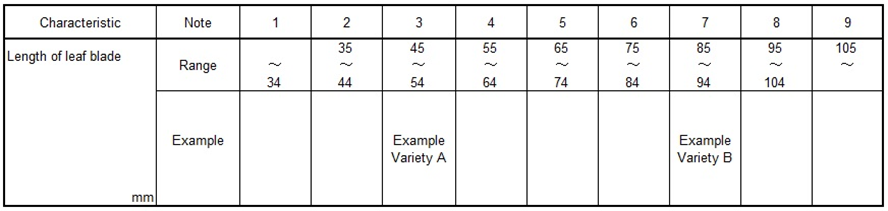 Characteristic Note 1 2 3 4 5 6 7 8 9
Length of leaf blade
35 45 55 65 75 85 95 105
Range ～ ～ ～ ～ ～ ～ ～ ～ ～
34 44 54 64 74 84 94 104
Example Example Example
Variety A Variety B
mm